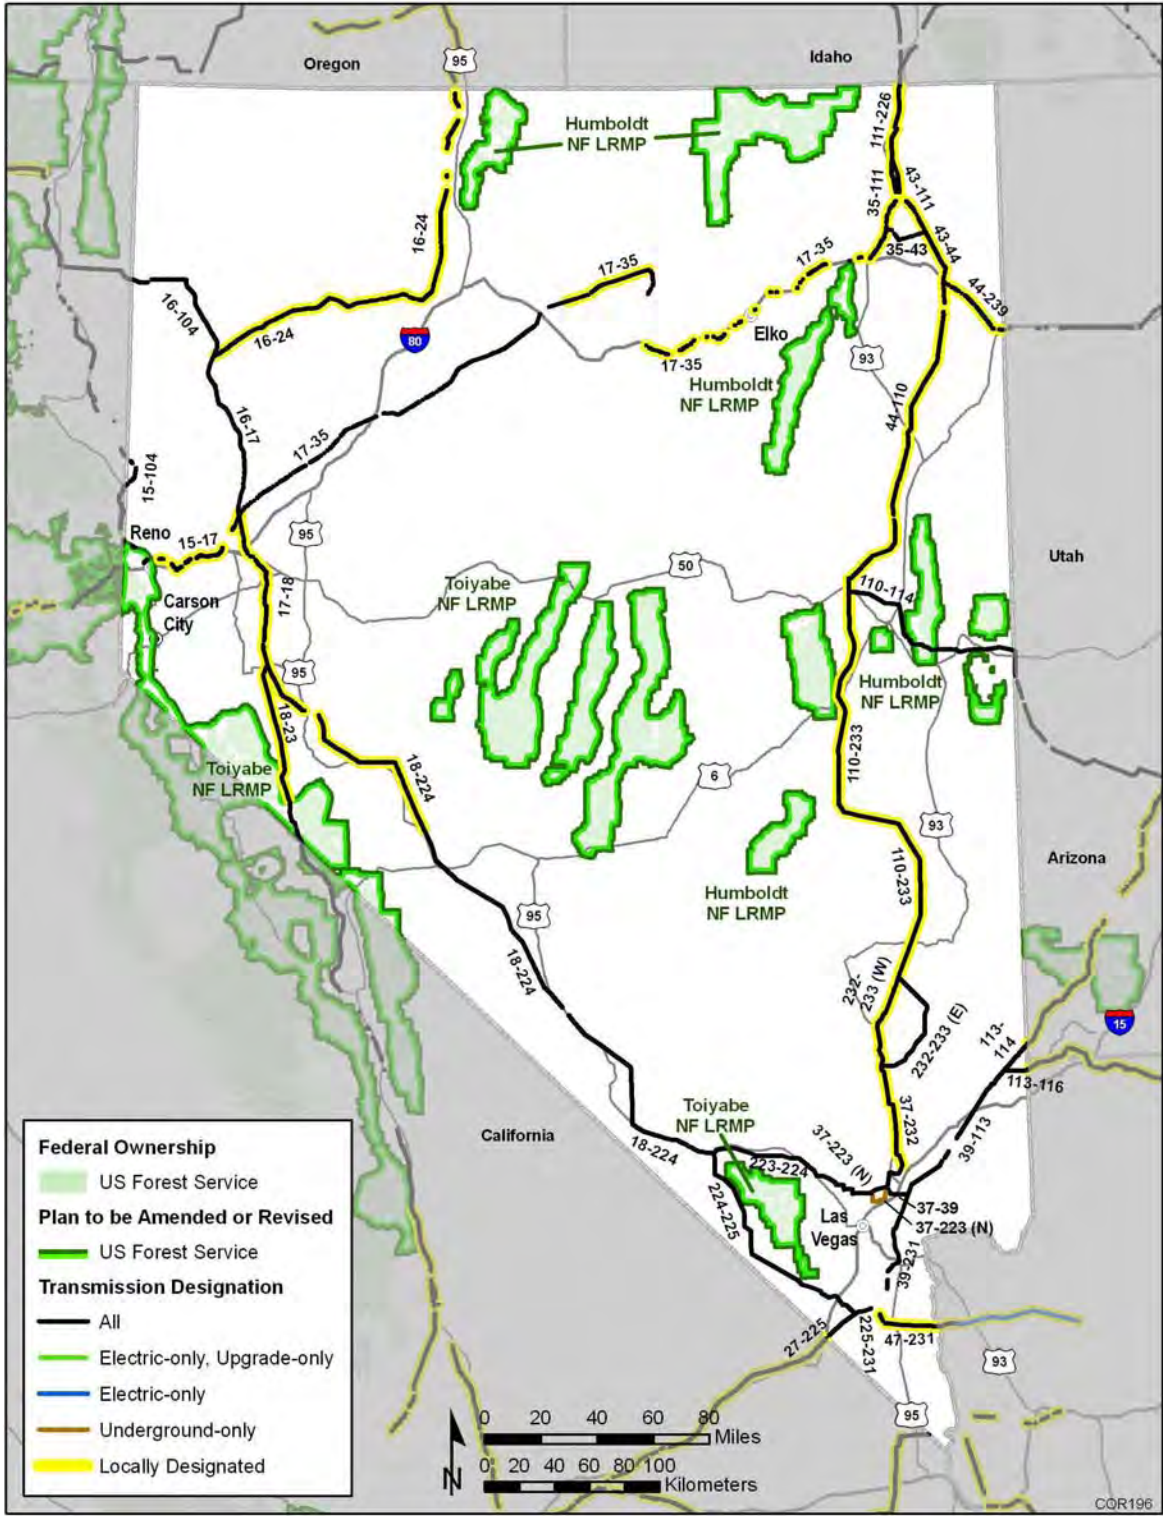 Oregon
Idaho
95
Humboldt
NF LRMP
111-226
35-111
43-111
16-24
35-43
43-44
17-35
17-35
44-239
16-104
16-24
80
Elko
17-35
93
Humboldt
NF LRMP
44-110
16-17
17-35
15-104
Reno
15-17
95
50
Utah
Toiyabe
NF LRMP
110-114
17-18
Carson
City
95
Humboldt
NF LRMP
18-23
Toiyabe
NF LRMP
18-224
6
110-233
93
Arizona
110-233
Humboldt
NF LRMP
95
18-224
232-
233 (W)
232-233 (E)
15
113-
114
113-116
Toiyabe
NF LRMP
California
37-232
39-113
18-224
37-223 (N)
223-224
224-225
37-39
37-223 (N)
Las
Vegas
39-231
27-225
225-231
47-231
93
95
Federal Ownership
US Forest Service
Plan to be Amended or Revised
US Forest Service
Transmission Designation
All
Electric-only, Upgrade-only
Electric-only
Underground-only
Locally Designated
N
0 20 40 60 80
Miles
0 20 40 60 80 100
Kilometers
COR196